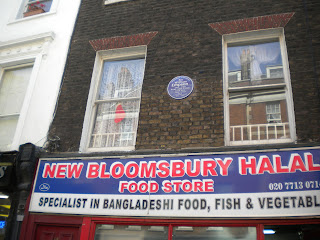 NEW BLOOMSBURY HALAL
FOOD STORE
020 7713 071
SPECIALIST IN BANGLADESHI FOOD, FISH & VEGETABL